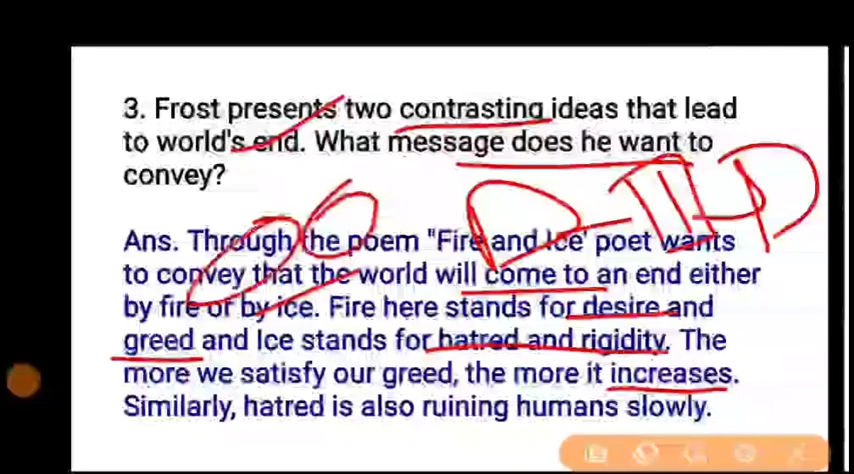 3. Frost presents two contrasting ideas that lead
to world's end. What message does he want to
convey?
Ans. Through the poem "Fire and Ice' poet wants
to convey that the world will come to an end either
by fire or by ice. Fire here stands for desire and
greed and Ice stands for hatred and rigidity. The
more we satisfy our greed, the more it increases.
Similarly, hatred is also ruining humans slowly.